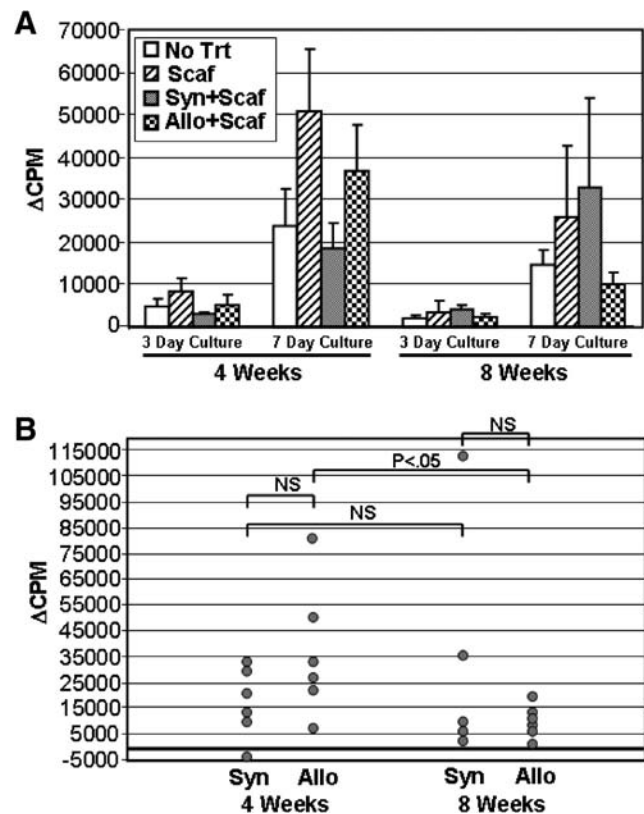 A
70000
60000
50000
40000
30000
20000
10000
0
ΔCPM
No Trt
Scaf
Syn+Scaf
Allo+Scaf
3 Day Culture 7 Day Culture 3 Day Culture 7 Day Culture
4 Weeks 8 Weeks
B
115000
105000
95000
85000
75000
65000
55000
45000
35000
25000
15000
5000
-5000
ΔCPM
NS
P<.05
NS
NS
Syn Allo Syn Allo
4 Weeks 8 Weeks